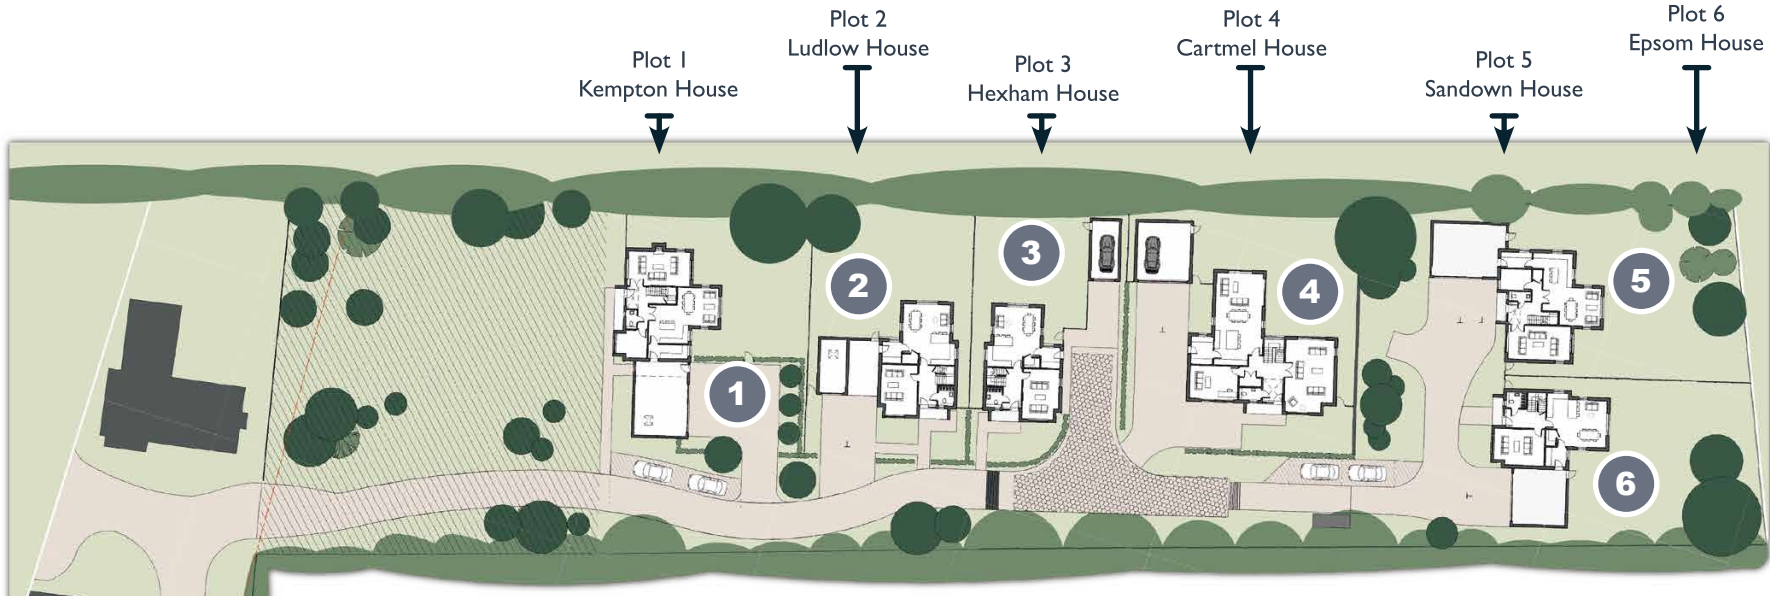 Plot 1
Kempton House
Plot 2
Ludlow House
Plot 3
Hexham House
Plot 4
Cartmel House
Plot 5
Sandown House
Plot 6
Epsom House
1
2
3
4
5
6